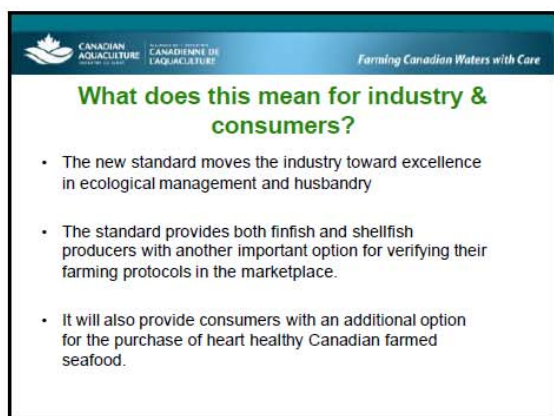 CANADIAN
AQUACULTURE
CANADIENNE DE
L'AQUACULTURE
Farming Canadian Waters with Care
What does this mean for industry &
consumers?
• The new standard moves the industry toward excellence
in ecological management and husbandry
• The standard provides both finfish and shellfish
producers with another important option for verifying their
farming protocols in the marketplace.
• It will also provide consumers with an additional option
for the purchase of heart healthy Canadian farmed
seafood.